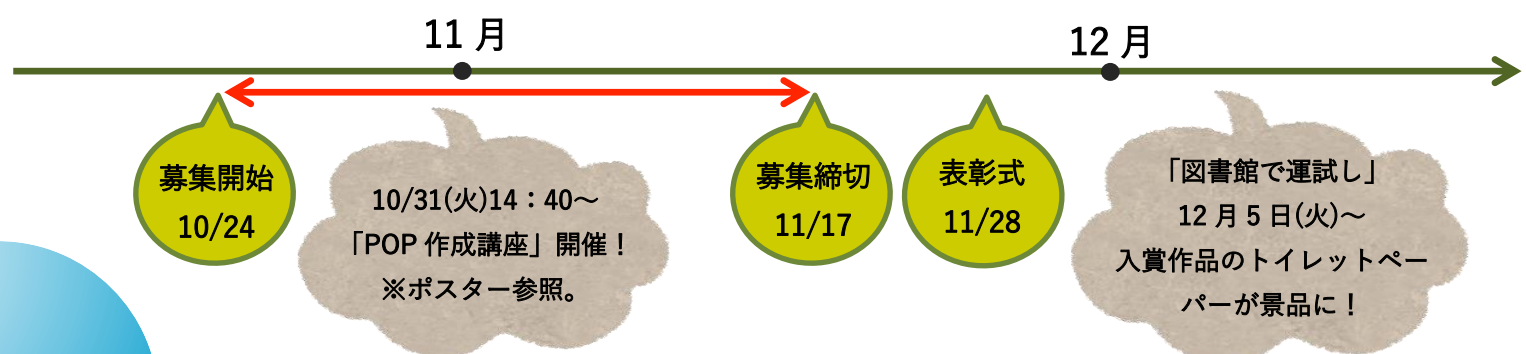 11 月
12 月
募集開始
10/24
10/31(火)14：40～
「POP 作成講座」開催！
※ポスター参照。
募集締切
11/17
表彰式
11/28
「図書館で運試し」
12 月 5 日(火)～
入賞作品のトイレットペー
パーが景品に！